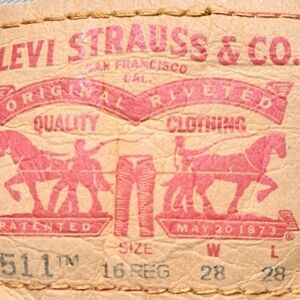 LEVI STRAUSS & CO.
SAN FRANCISCO
CAL.
ORIGINAL RIVETED
QUALITY CLOTHING
PATENTED MAY 20 1873
SIZE W L
511™ 16 REG 28 28